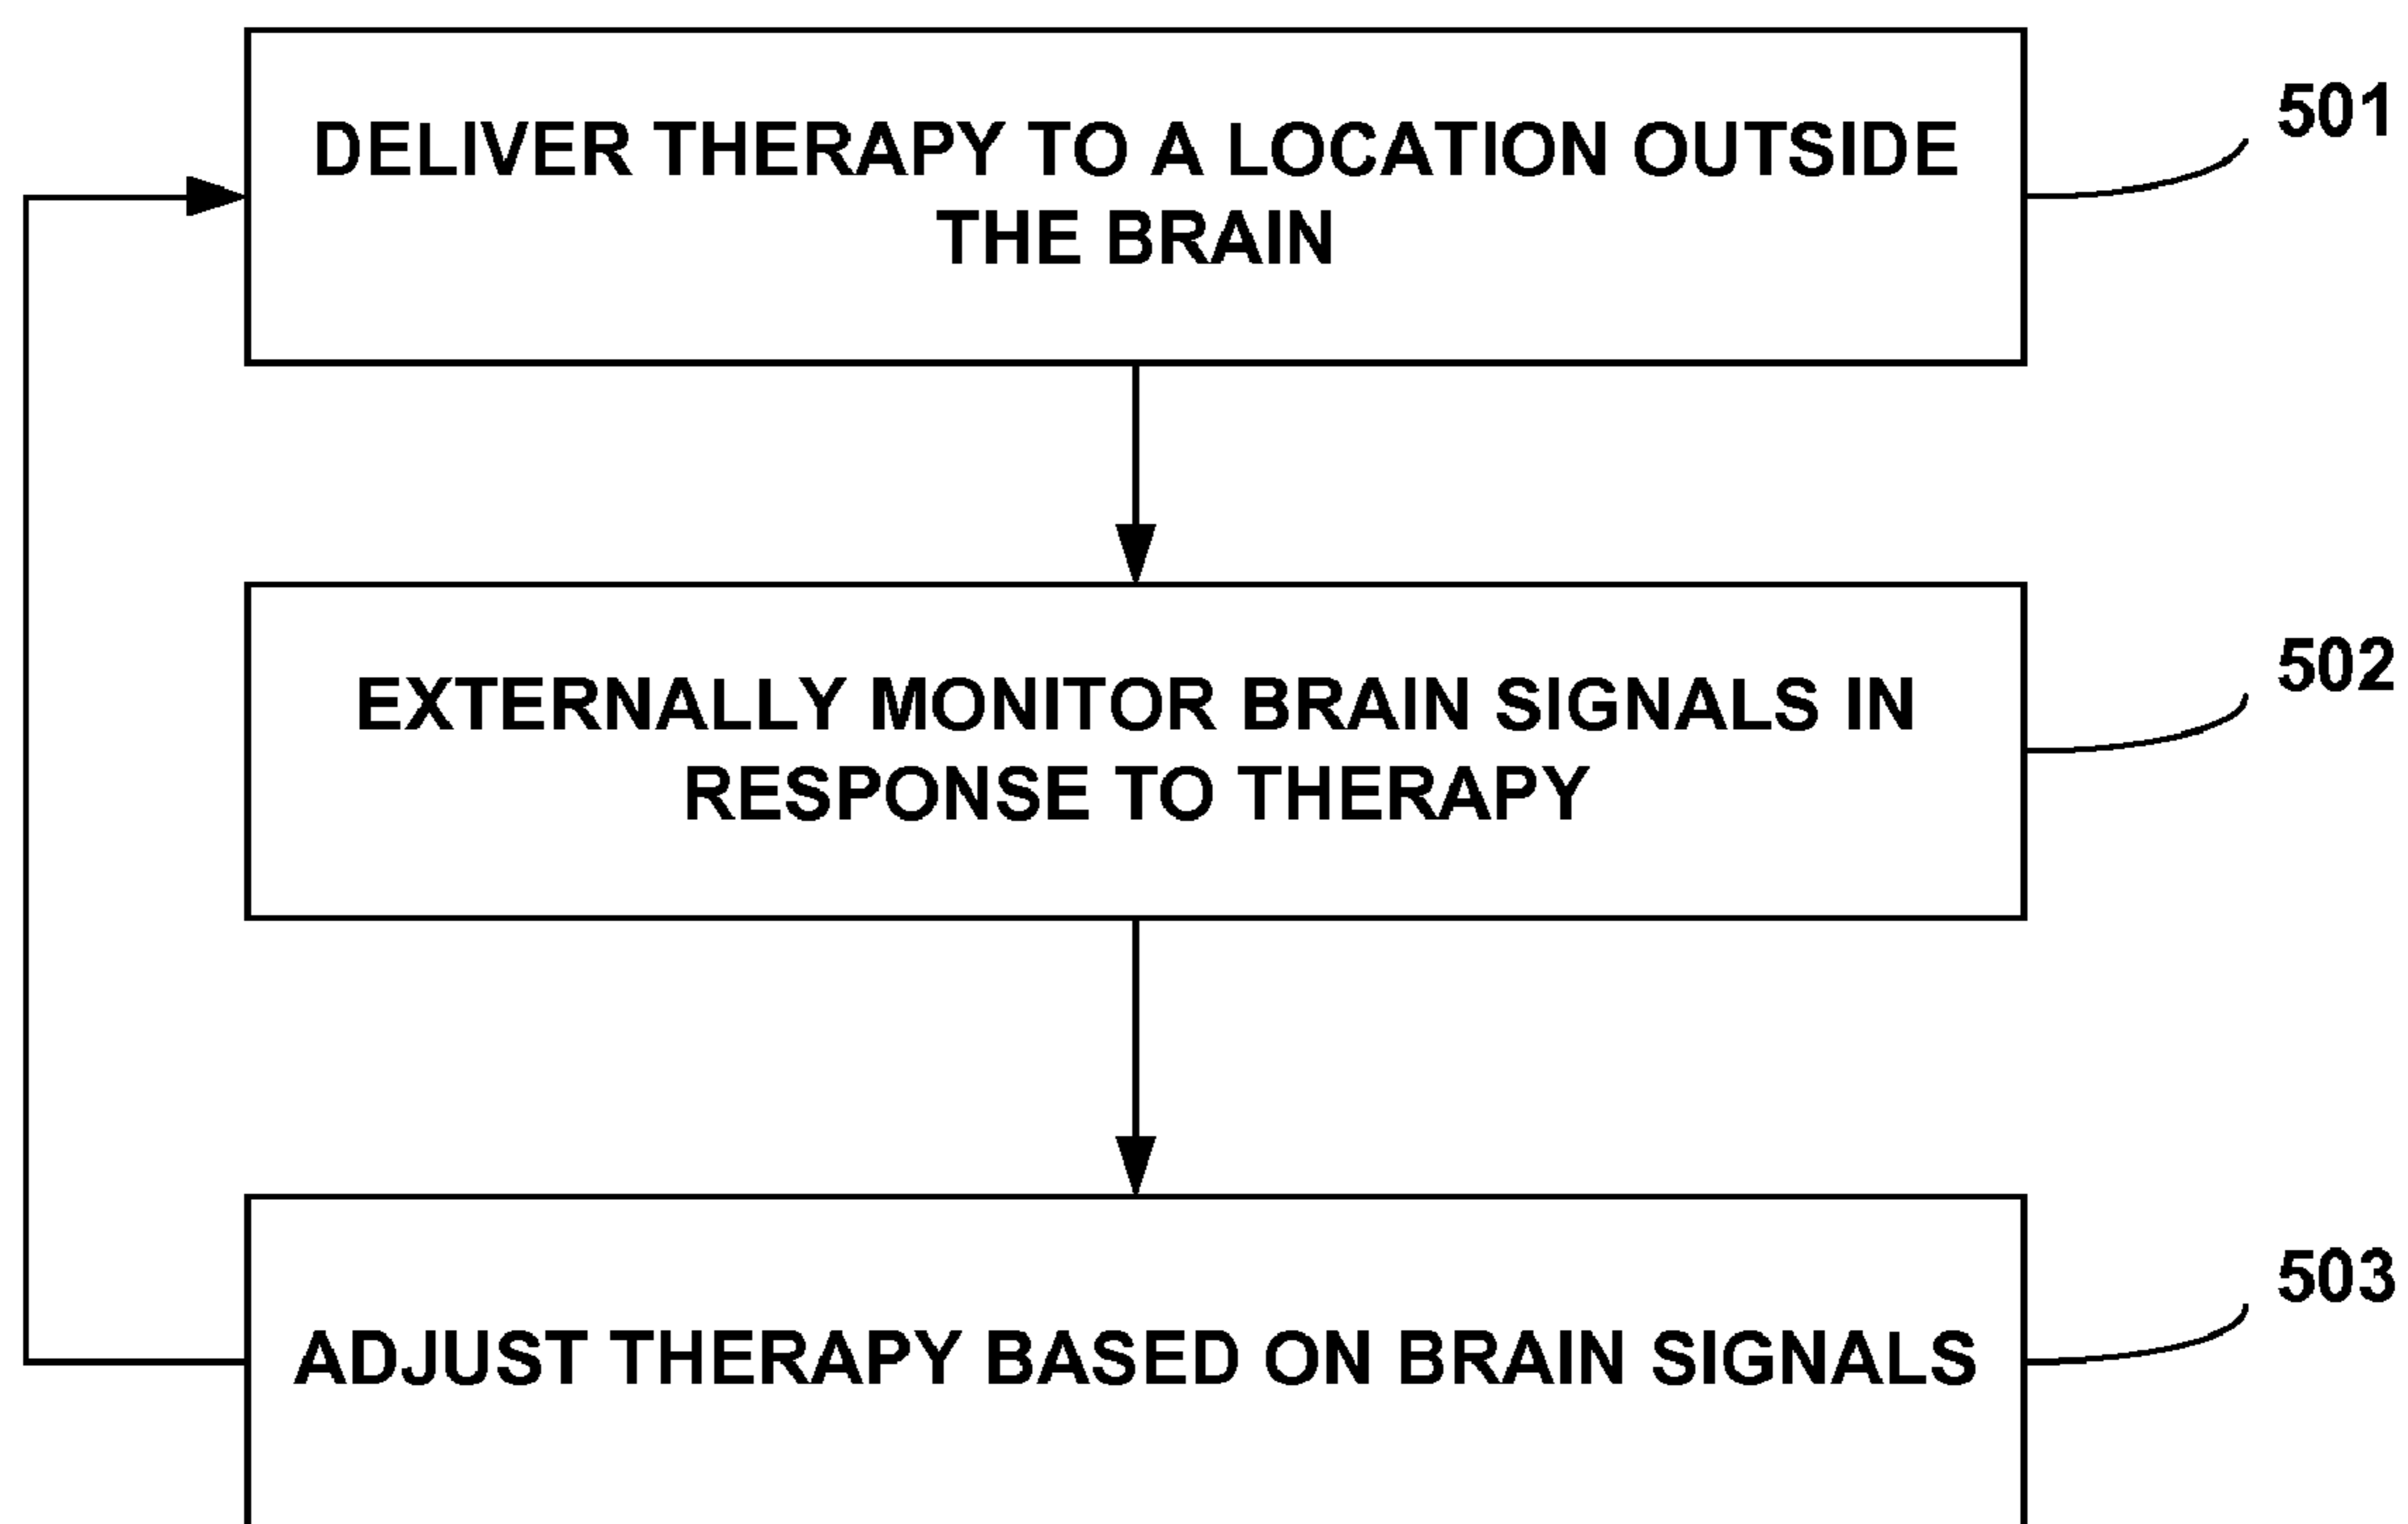 DELIVER THERAPY TO A LOCATION OUTSIDE
THE BRAIN
501
EXTERNALLY MONITOR BRAIN SIGNALS IN
RESPONSE TO THERAPY
502
ADJUST THERAPY BASED ON BRAIN SIGNALS
503